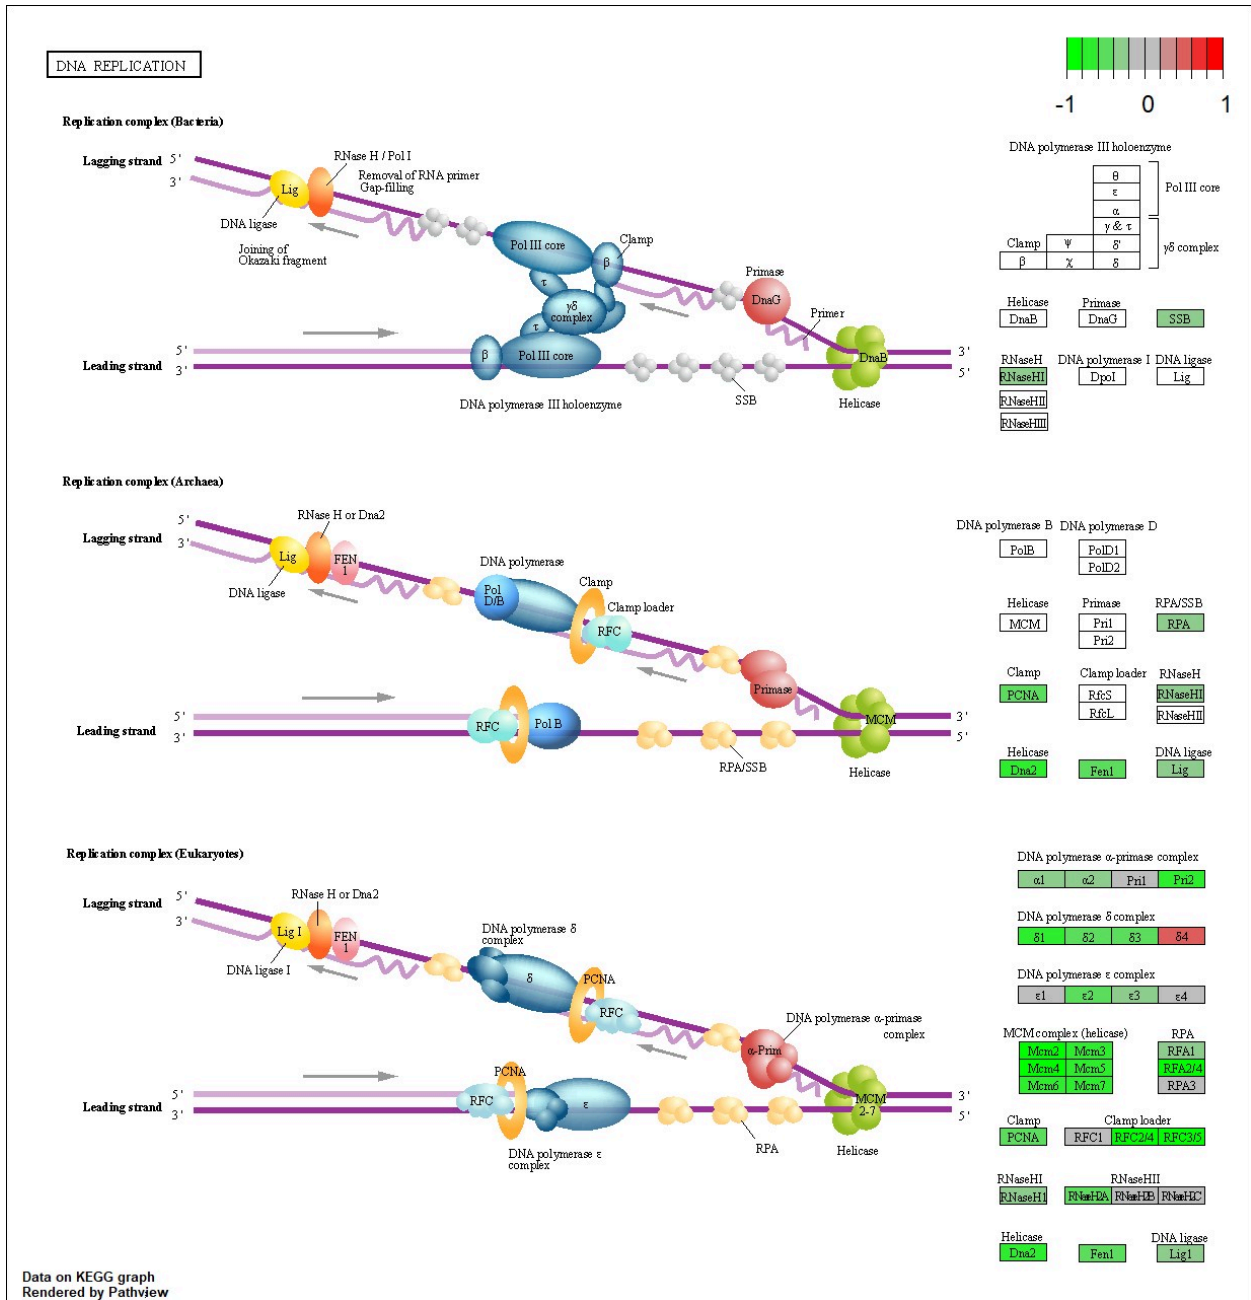 DNA REPLICATION
-1 0 1
Replication complex (Bacteria)
Lagging strand
5'
3'
RNase H / Pol I
Removal of RNA primer
Gap-filling
Lig
DNA ligase
Joining of
Okazaki fragment
Pol III core
Clamp
β
τ
γδ
complex
τ
Primase
DnaG
Primer
Leading strand
5'
3'
β
Pol III core
DnaB
3'
5'
DNA polymerase III holoenzyme
SSB
Helicase
DNA polymerase III holoenzyme
θ
ε
α
Pol III core
γ & τ
Clamp
ψ
δ'
β
χ
δ
γδ complex
Helicase
DnaB
Primase
DnaG
SSB
RNaseH
RNaseHI
RNaseHII
RNaseHIII
DNA polymerase I
DpoI
DNA ligase
Lig
Replication complex (Archaea)
Lagging strand
5'
3'
RNase H or Dna2
Lig
FEN
1
DNA ligase
DNA polymerase
Pol
D/B
Clamp
Clamp loader
RFC
Primase
Leading strand
5'
3'
RFC
Pol B
MCM
3'
5'
RPA/SSB
Helicase
DNA polymerase B
PolB
DNA polymerase D
PolD1
PolD2
Helicase
MCM
Primase
Pri1
Pri2
RPA/SSB
RPA
Clamp
PCNA
Clamp loader
RfcS
RfcL
RNaseH
RNaseHI
RNaseHII
Helicase
Dna2
Fen1
DNA ligase
Lig
Replication complex (Eukaryotes)
Lagging strand
5'
3'
RNase H or Dna2
Lig I
FEN
1
DNA ligase I
DNA polymerase δ
complex
δ
PCNA
RFC
DNA polymerase α-primase
complex
α-Prim
Leading strand
5'
3'
PCNA
RFC
ε
MCM
2-7
3'
5'
DNA polymerase ε
complex
RPA
Helicase
DNA polymerase α-primase complex
α1 α2 Pri1 Pri2
DNA polymerase δ complex
δ1 δ2 δ3 δ4
DNA polymerase ε complex
ε1 ε2 ε3 ε4
MCM complex (helicase)
Mcm2 Mcm3
Mcm4 Mcm5
Mcm6 Mcm7
RPA
RFA1
RFA2/4
RPA3
Clamp
PCNA
Clamp loader
RFC1 RFC2/4 RFC3/5
RNaseHI
RNaseH1
RNaseHII
RNaseH2A RNaseH2B RNaseH2C
Helicase
Dna2
Fen1
DNA ligase
Lig1
Data on KEGG graph
Rendered by Pathview